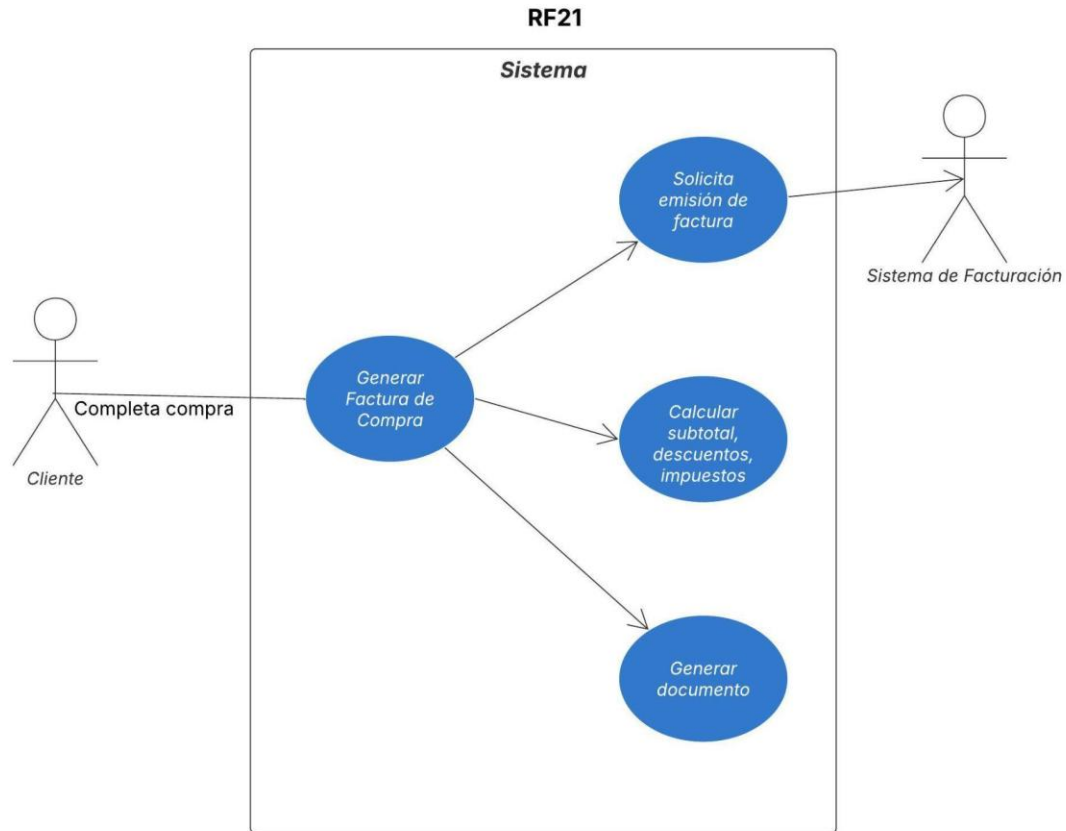 RF21
Sistema
Solicita
emisión de
factura
Sistema de Facturación
Generar
Factura de
Compra
Completa compra
Cliente
Calcular
subtotal,
descuentos,
impuestos
Generar
documento